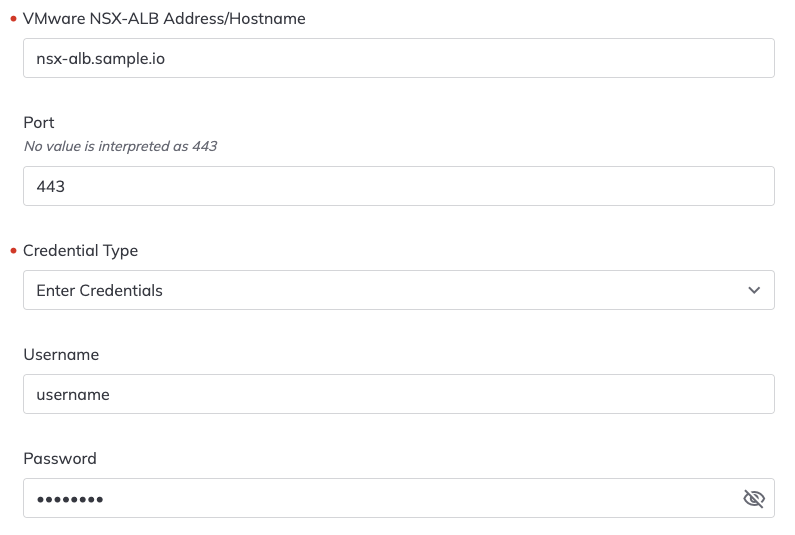 VMware NSX-ALB Address/Hostname
nsx-alb.sample.io
Port
No value is interpreted as 443
443
Credential Type
Enter Credentials
Username
username
Password
••••••••